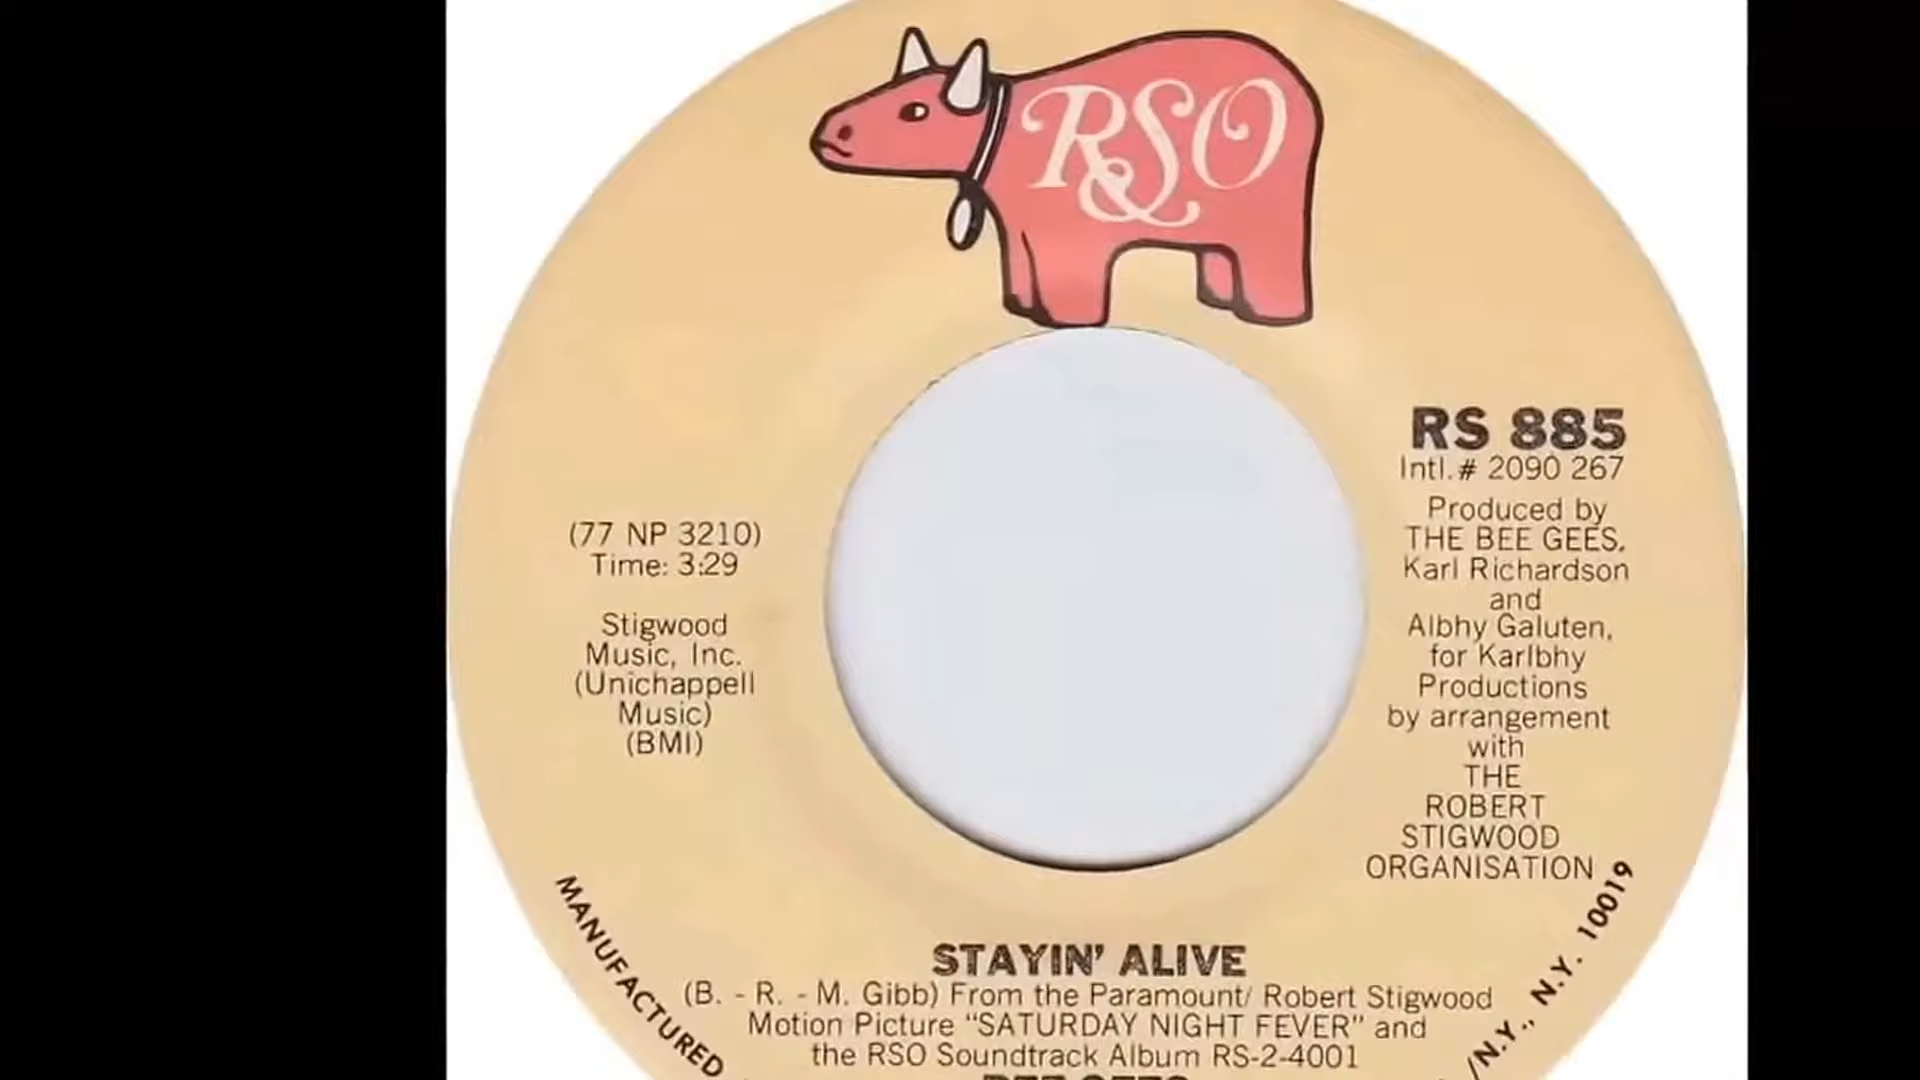 RSO
RS 885
Intl.# 2090 267
Produced by
THE BEE GEES,
Karl Richardson
and
Albhy Galuten,
for Karlbhy
Productions
by arrangement
with
THE
ROBERT
STIGWOOD
ORGANISATION
(77 NP 3210)
Time: 3:29
Stigwood
Music, Inc.
(Unichappell
Music)
(BMI)
STAYIN' ALIVE
(B. - R. - M. Gibb) From the Paramount/ Robert Stigwood
Motion Picture "SATURDAY NIGHT FEVER" and
the RSO Soundtrack Album RS-2-4001
MANUFACTURED
/N.Y., N.Y. 10019